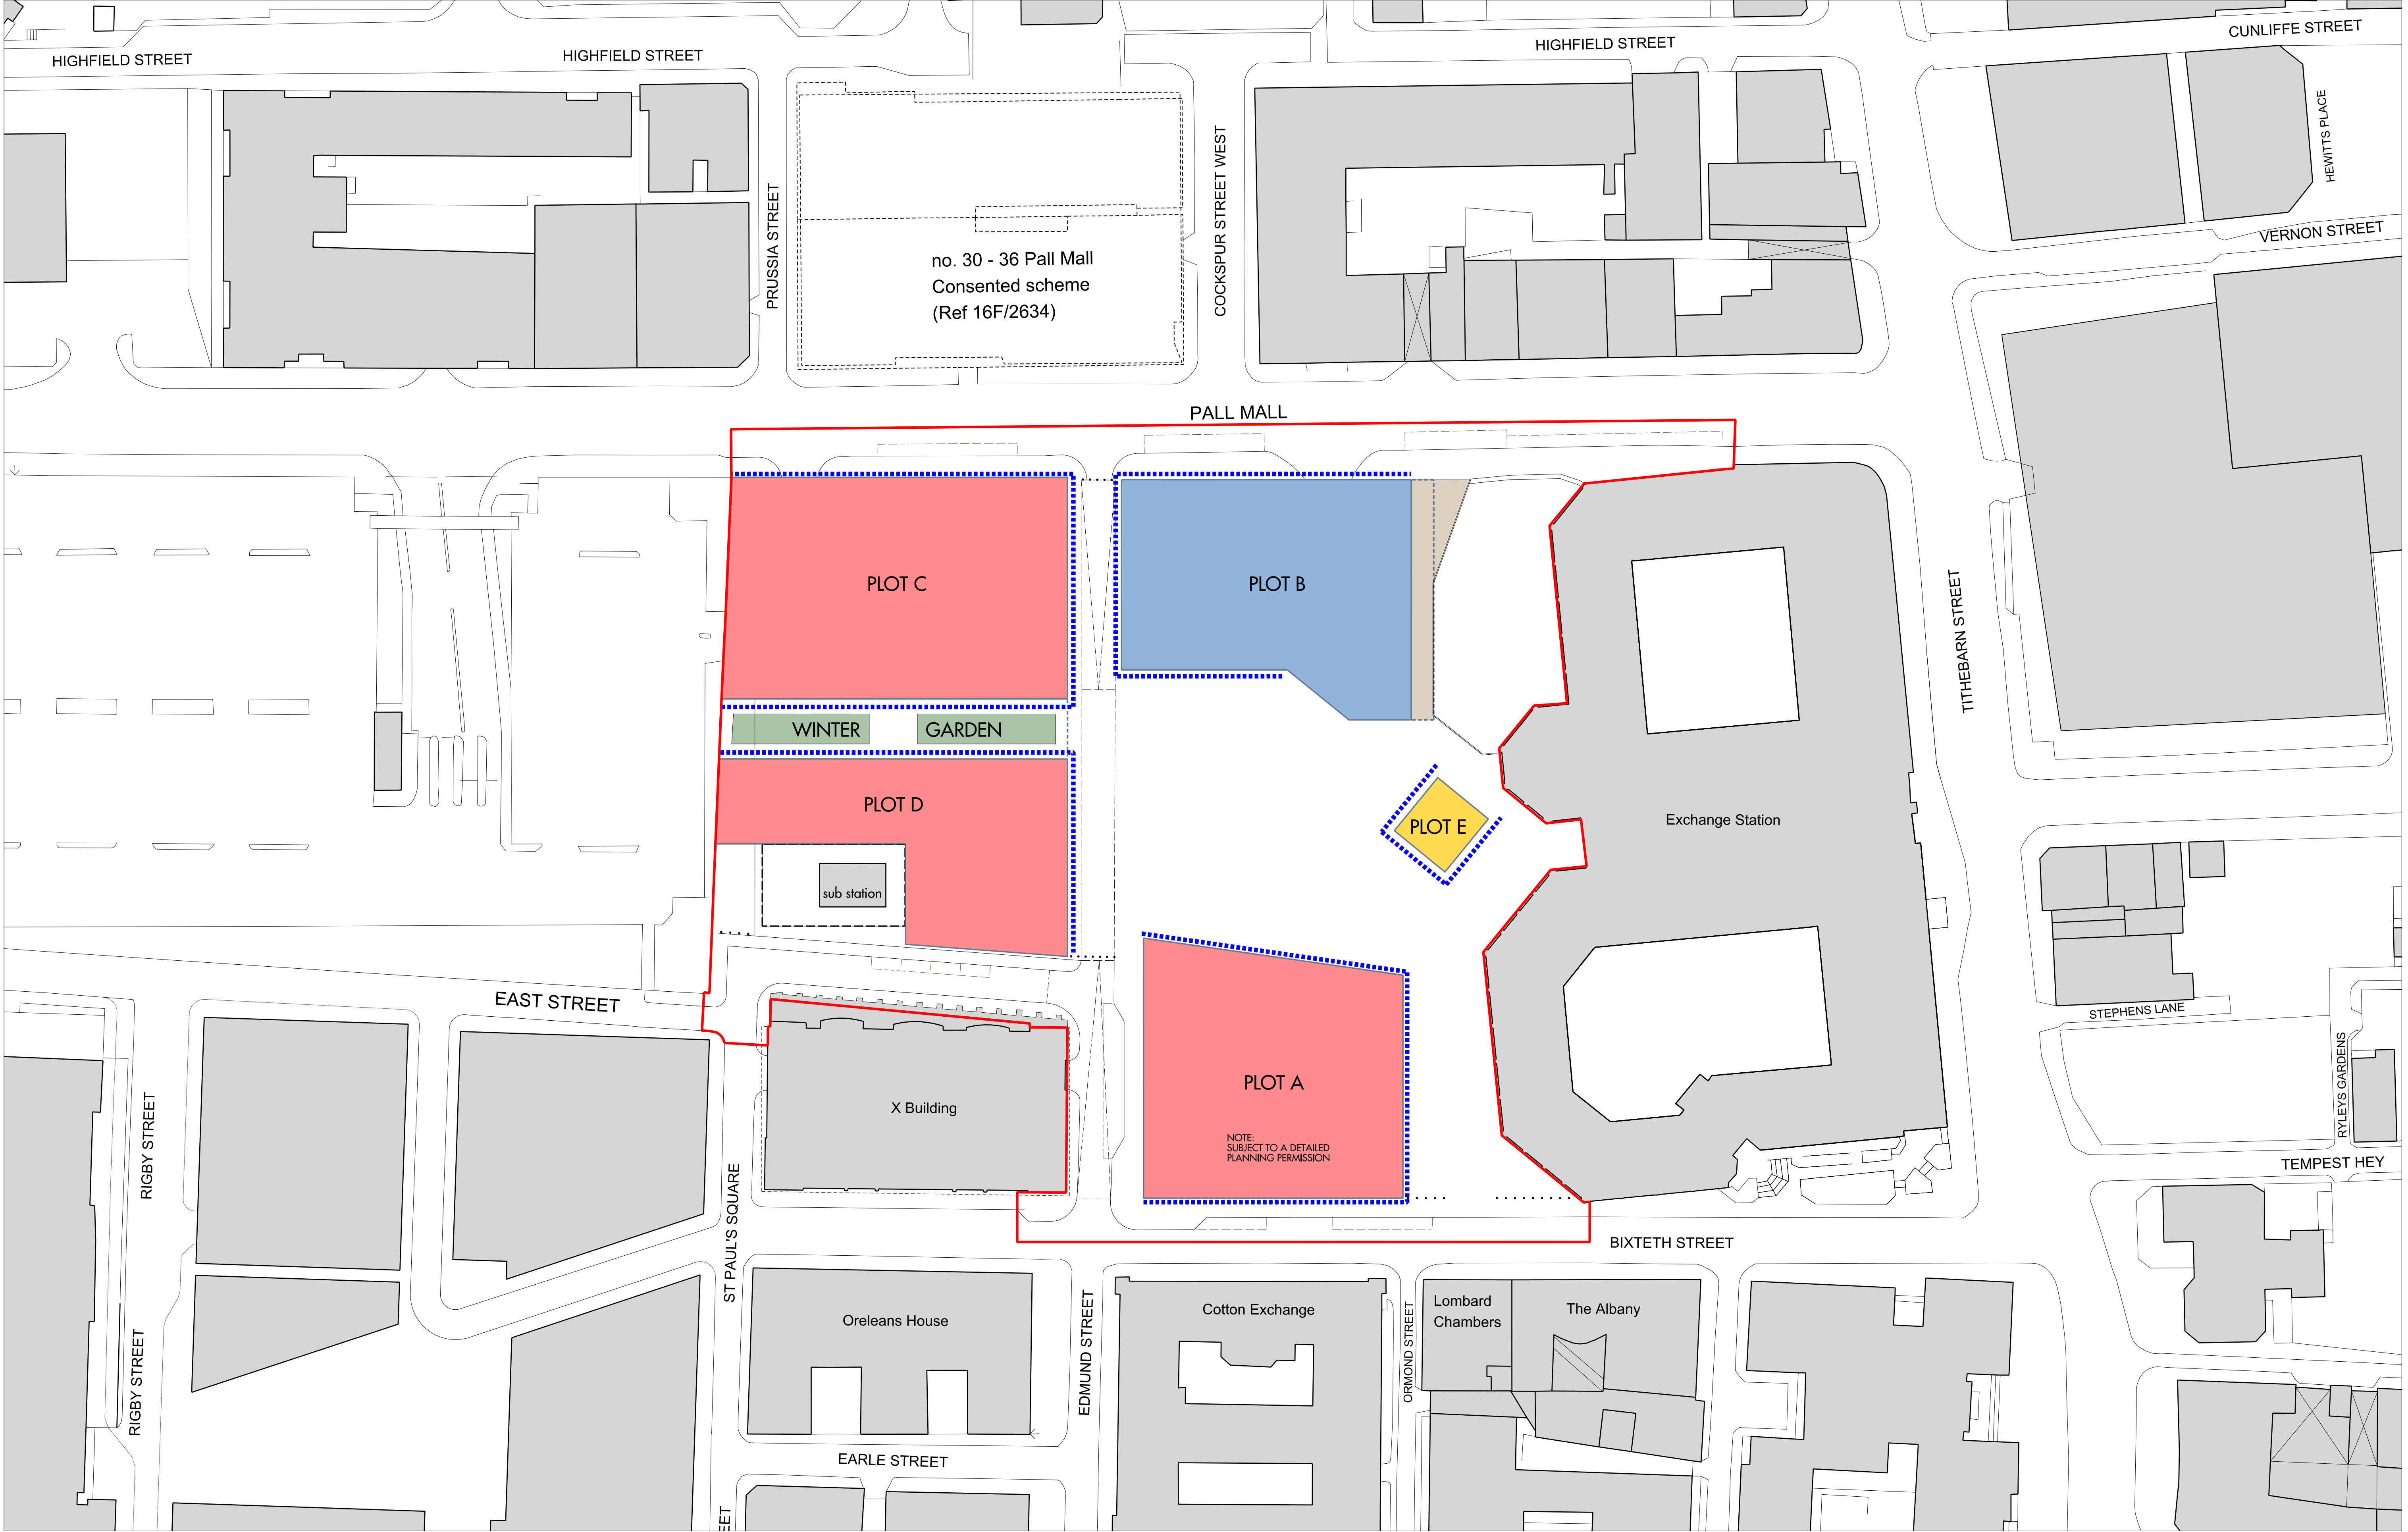 CUNLIFFE STREET
HIGHFIELD STREET
HIGHFIELD STREET
HIGHFIELD STREET
HEWITTS PLACE
PRUSSIA STREET
COCKSPUR STREET WEST
VERNON STREET
no. 30 - 36 Pall Mall
Consented scheme
(Ref 16F/2634)
PALL MALL
PLOT C
PLOT B
TITHEBARN STREET
WINTER
GARDEN
PLOT D
PLOT E
Exchange Station
sub station
EAST STREET
STEPHENS LANE
RYLEYS GARDENS
PLOT A
X Building
NOTE:
SUBJECT TO A DETAILED
PLANNING PERMISSION
RIGBY STREET
TEMPEST HEY
ST PAUL'S SQUARE
BIXTETH STREET
Oreleans House
EDMUND STREET
Cotton Exchange
ORMOND STREET
Lombard
Chambers
The Albany
RIGBY STREET
EARLE STREET
EET